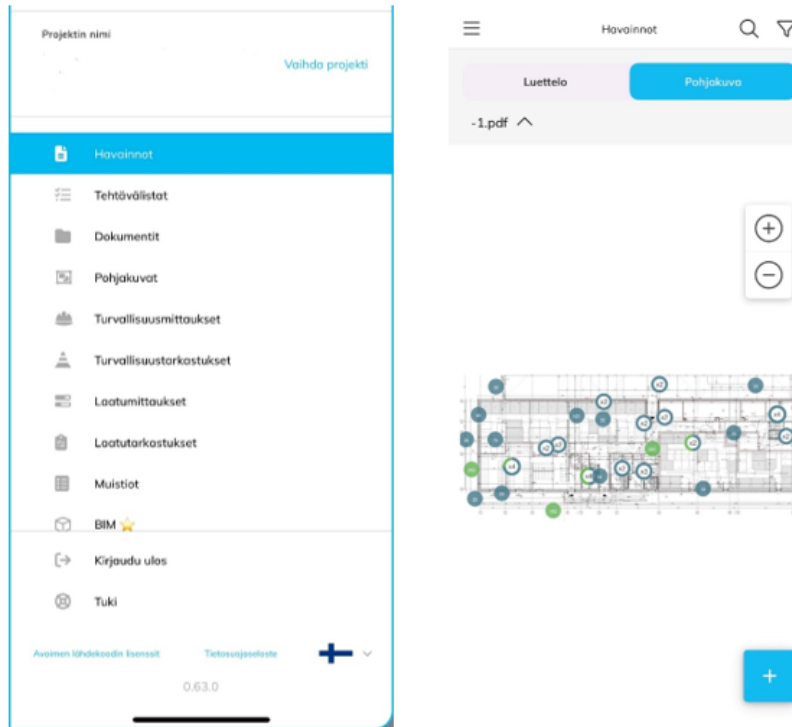 Projektin nimi
Vaihda projekti
Havainnot
Tehtävälistat
Dokumentit
Pohjakuvat
Turvallisuusmittaukset
Turvallisuustarkastukset
Laatumittaukset
Laatutarkastukset
Muistiot
BIM ⭐
Kirjaudu ulos
Tuki
Avoimen lähdekoodin lisenssit
Tietosuojaseloste
0.63.0
Havainnot
Luettelo
Pohjakuva
-1.pdf